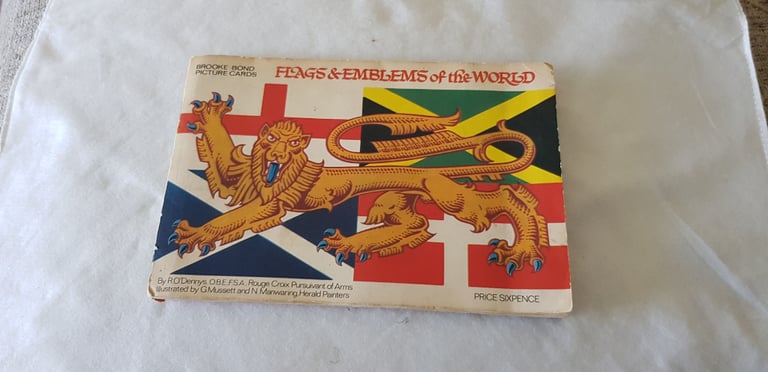 BROOKE BOND
PICTURE CARDS
FLAGS & EMBLEMS of the WORLD
By R.O'Dennys, O.B.E, F.S.A., Rouge Croix Pursuivant of Arms
Illustrated by G.Mussett and N Manwaring, Herald Painters
PRICE SIXPENCE